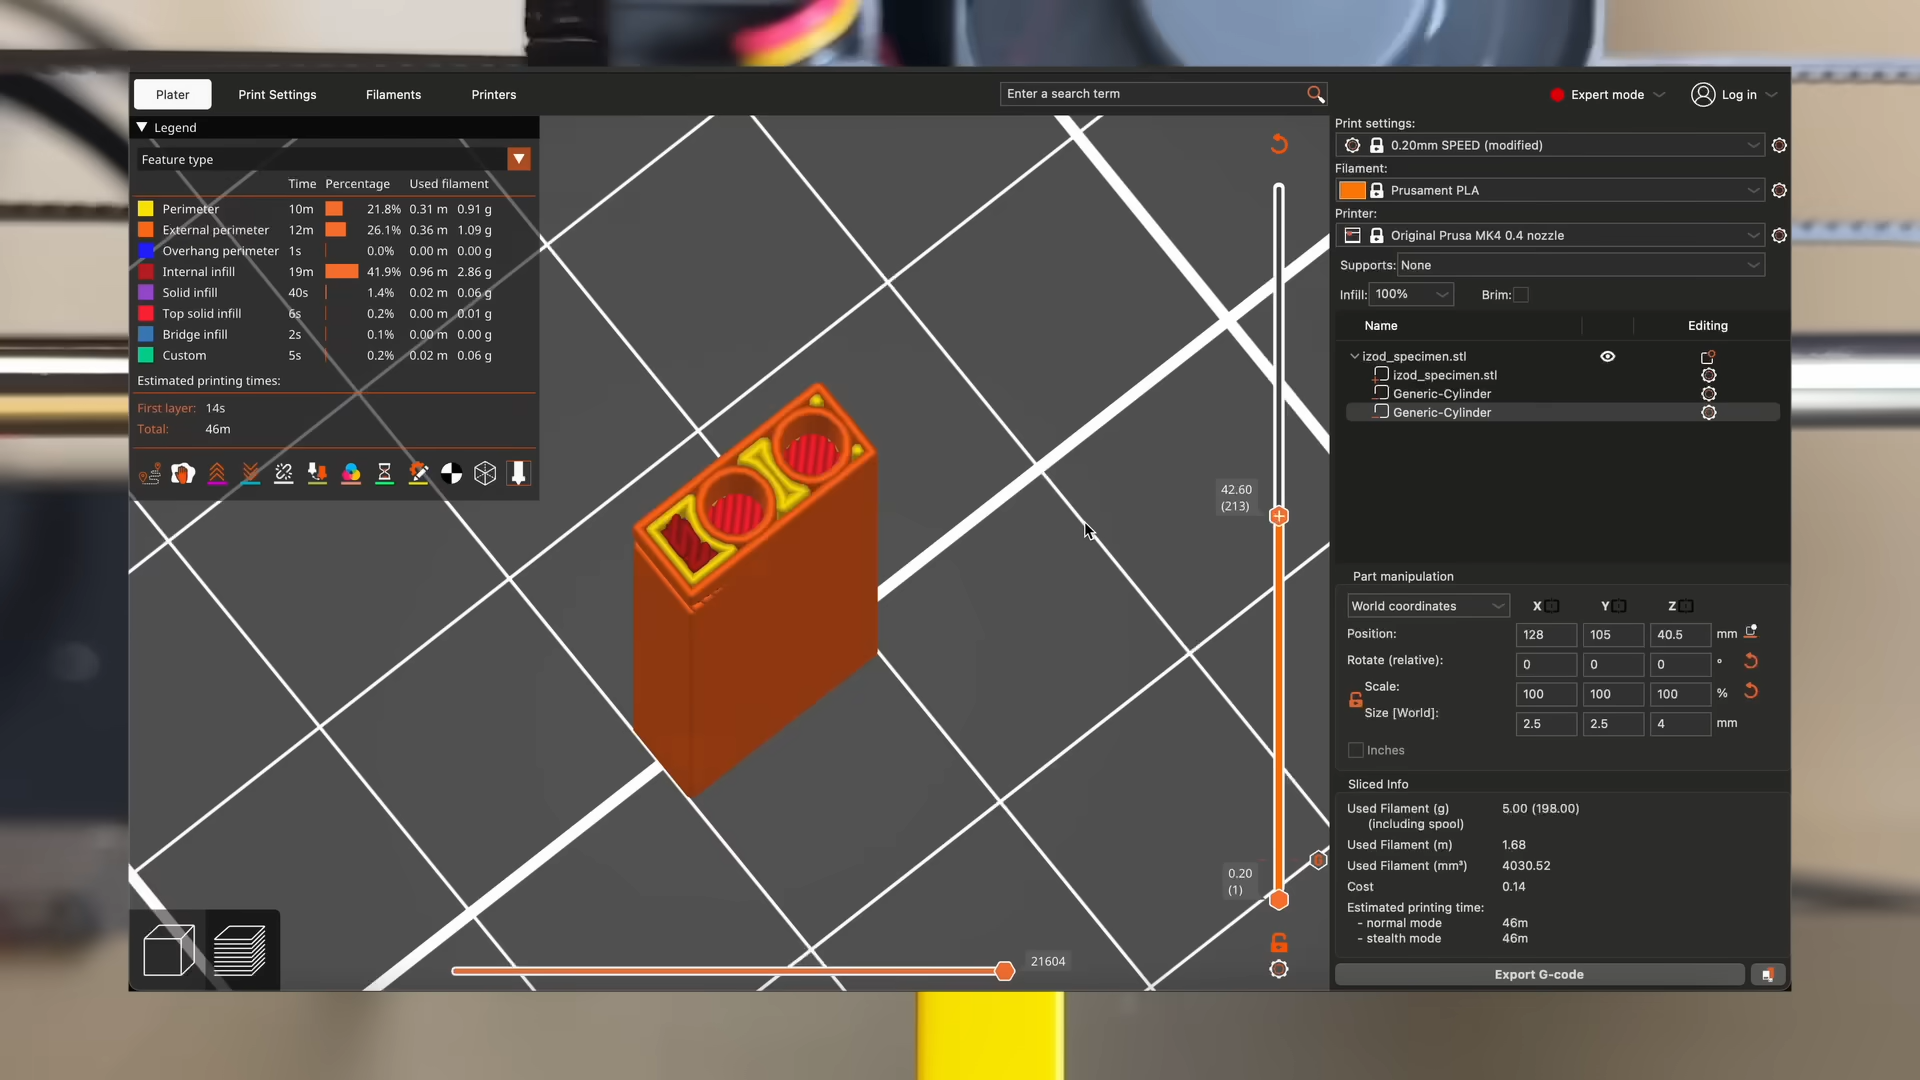 Plater Print Settings Filaments Printers Enter a search term Expert mode Log in
Legend
Feature type
Time Percentage Used filament
Perimeter 10m 21.8% 0.31 m 0.91 g
External perimeter 12m 26.1% 0.36 m 1.09 g
Overhang perimeter 1s 0.0% 0.00 m 0.00 g
Internal infill 19m 41.9% 0.96 m 2.86 g
Solid infill 40s 1.4% 0.02 m 0.06 g
Top solid infill 6s 0.2% 0.00 m 0.01 g
Bridge infill 2s 0.1% 0.00 m 0.00 g
Custom 5s 0.2% 0.02 m 0.06 g
Estimated printing times:
First layer: 14s
Total: 46m
42.60
(213)
0.20
(1)
21604
Print settings:
0.20mm SPEED (modified)
Filament:
Prusament PLA
Printer:
Original Prusa MK4 0.4 nozzle
Supports: None
Infill: 100% Brim:
Name Editing
izod_specimen.stl
izod_specimen.stl
Generic-Cylinder
Generic-Cylinder
Part manipulation
World coordinates X Y Z
Position: 128 105 40.5 mm
Rotate (relative): 0 0 0 °
Scale: 100 100 100 %
Size [World]: 2.5 2.5 4 mm
Inches
Sliced Info
Used Filament (g) 5.00 (198.00)
(including spool)
Used Filament (m) 1.68
Used Filament (mm³) 4030.52
Cost 0.14
Estimated printing time:
- normal mode 46m
- stealth mode 46m
Export G-code